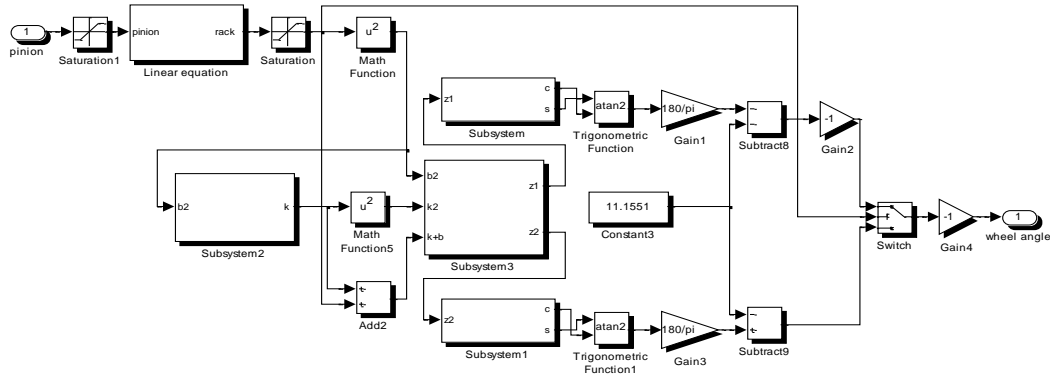 1
pinion
Saturation1
pinion
rack
Linear equation
Saturation
u2
Math
Function
z1
c
s
Subsystem
atan2
Trigonometric
Function
180/pi
Gain1
Subtract8
-1
Gain2
b2
k
Subsystem2
u2
Math
Function5
b2
k2
k+b
z1
z2
Subsystem3
11.1551
Constant3
Switch
-1
Gain4
1
wheel angle
Add2
z2
c
s
Subsystem1
atan2
Trigonometric
Function1
180/pi
Gain3
Subtract9